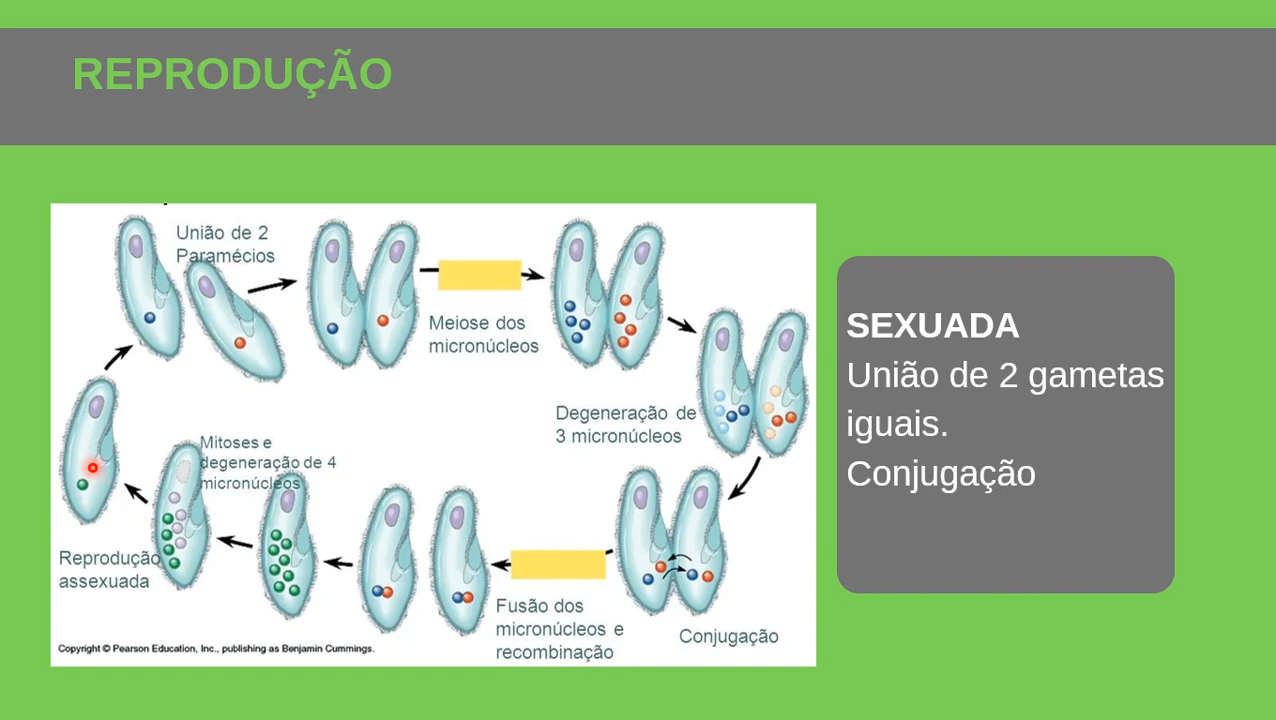 REPRODUÇÃO
União de 2
Paramécios
Meiose dos
micronúcleos
Degeneração de
3 micronúcleos
Mitoses e
degeneração de 4
micronúcleos
Reprodução
assexuada
Fusão dos
micronúcleos e
recombinação
Conjugação
Copyright © Pearson Education, Inc., publishing as Benjamin Cummings.
SEXUADA
União de 2 gametas
iguais.
Conjugação